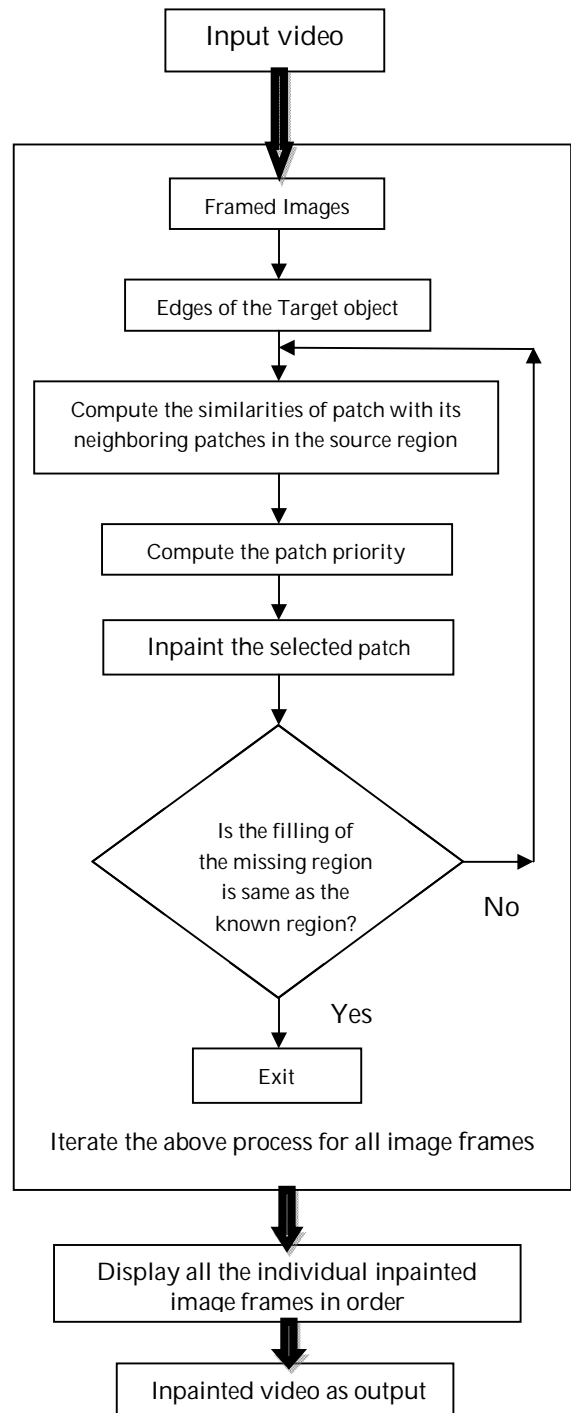 Input video
Framed Images
Edges of the Target object
Compute the similarities of patch with its
neighboring patches in the source region
Compute the patch priority
Inpaint the selected patch
Is the filling of
the missing region
is same as the
known region?
No
Yes
Exit
Iterate the above process for all image frames
Display all the individual inpainted
image frames in order
Inpainted video as output